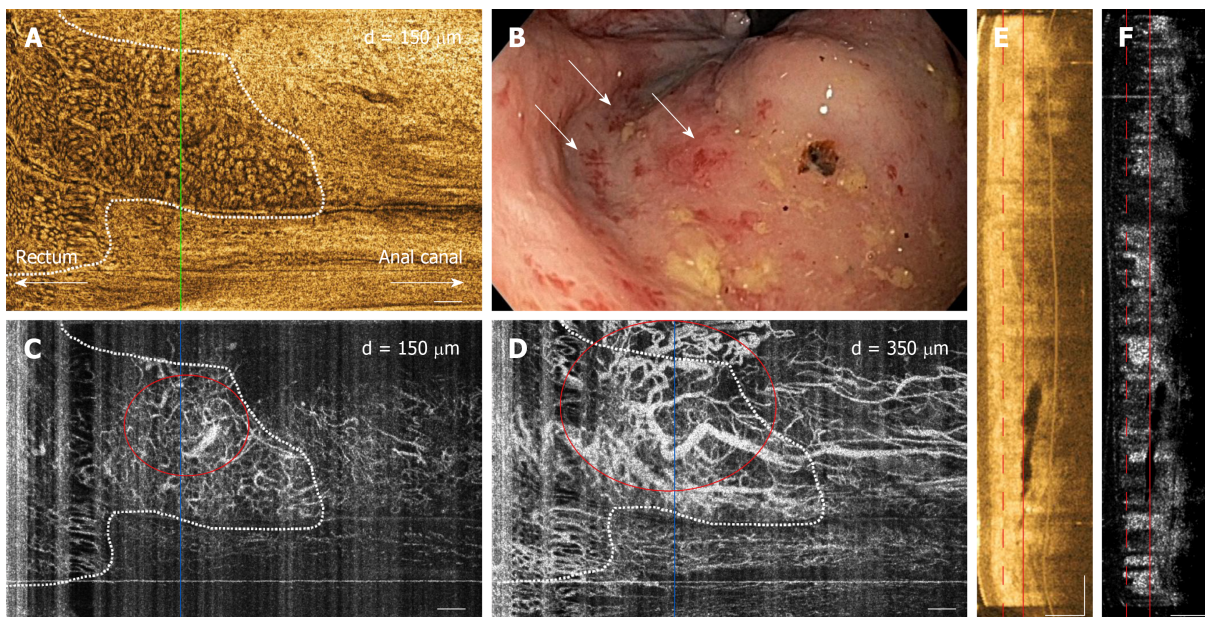 A
d = 150 μm
Rectum
Anal canal
B
C
d = 150 μm
D
d = 350 μm
E
F